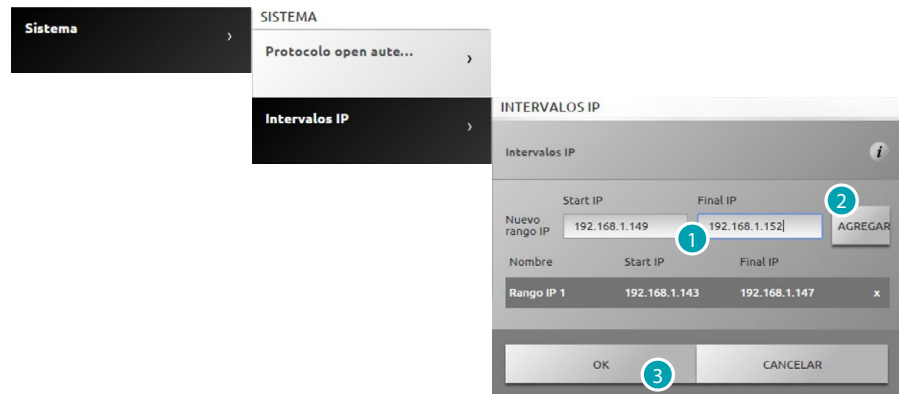 Sistema
SISTEMA
Protocolo open aute...
Intervalos IP
INTERVALOS IP
Intervalos IP
i
Start IP Final IP
Nuevo
rango IP
192.168.1.149 192.168.1.152
AGREGAR
1
2
Nombre Start IP Final IP
Rango IP 1 192.168.1.143 192.168.1.147 x
OK CANCELAR
3